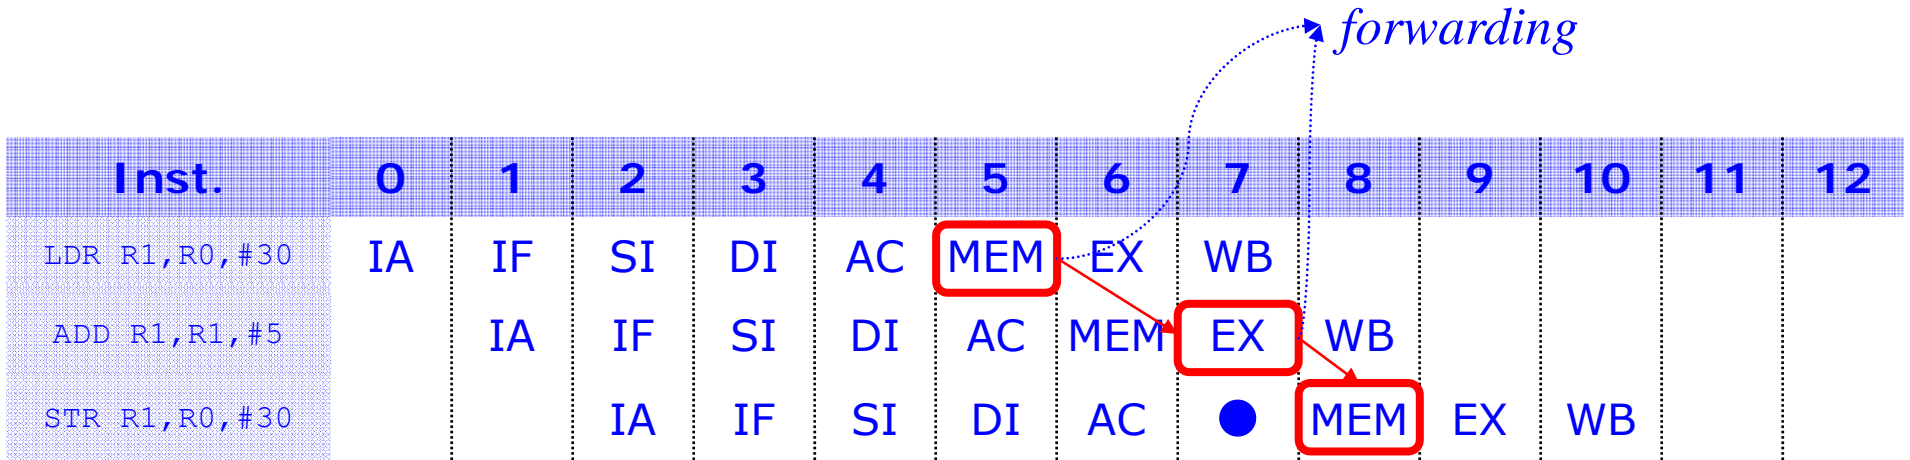 forwarding
Inst. 0 1 2 3 4 5 6 7 8 9 10 11 12
LDR R1,R0,#30 IA IF SI DI AC MEM EX WB
ADD R1,R1,#5 IA IF SI DI AC MEM EX WB
STR R1,R0,#30 IA IF SI DI AC MEM EX WB